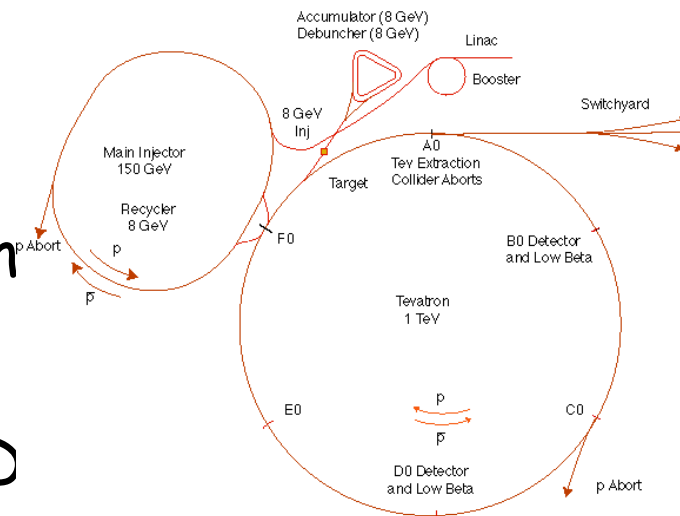 Accumulator (8 GeV)
Debuncher (8 GeV)
Linac
Booster
8 GeV
Inj
Switchyard
A0
Tev Extraction
Collider Aborts
Main Injector
150 GeV
Target
Recycler
8 GeV
F0
p Abort
p
p̅
B0 Detector
and Low Beta
Tevatron
1 TeV
E0
p
p̅
C0
D0 Detector
and Low Beta
p Abort